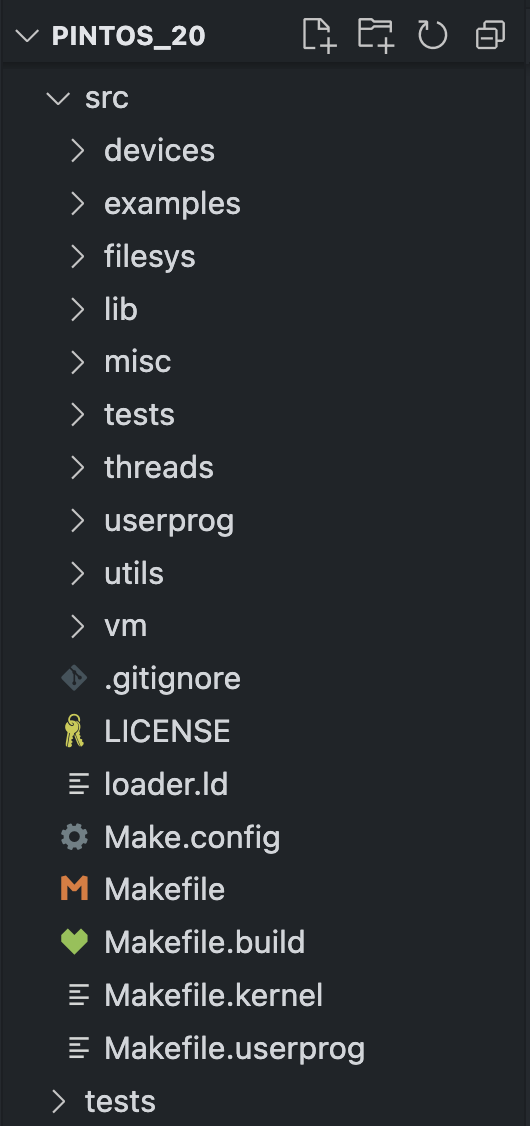 PINTOS_20
src
devices
examples
filesys
lib
misc
tests
threads
userprog
utils
vm
.gitignore
LICENSE
loader.ld
Make.config
Makefile
Makefile.build
Makefile.kernel
Makefile.userprog
tests